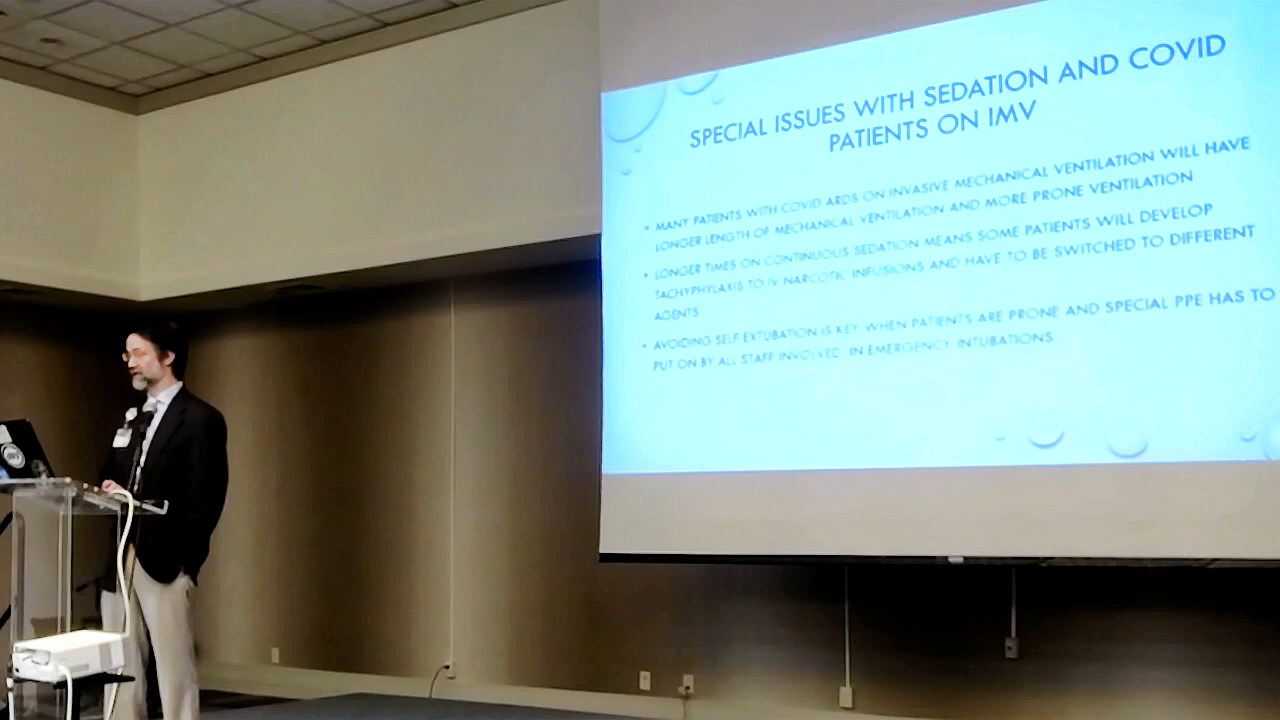 SPECIAL ISSUES WITH SEDATION AND COVID
PATIENTS ON IMV
• MANY PATIENTS WITH COVID ARDS ON INVASIVE MECHANICAL VENTILATION WILL HAVE
LONGER LENGTH OF MECHANICAL VENTILATION AND MORE PRONE VENTILATION
• LONGER TIMES ON CONTINUOUS SEDATION MEANS SOME PATIENTS WILL DEVELOP
TACHYPHYLAXIS TO IV NARCOTIC INFUSIONS AND HAVE TO BE SWITCHED TO DIFFERENT
AGENTS
• AVOIDING SELF EXTUBATION IS KEY WHEN PATIENTS ARE PRONE AND SPECIAL PPE HAS TO
PUT ON BY ALL STAFF INVOLVED IN EMERGENCY INTUBATIONS